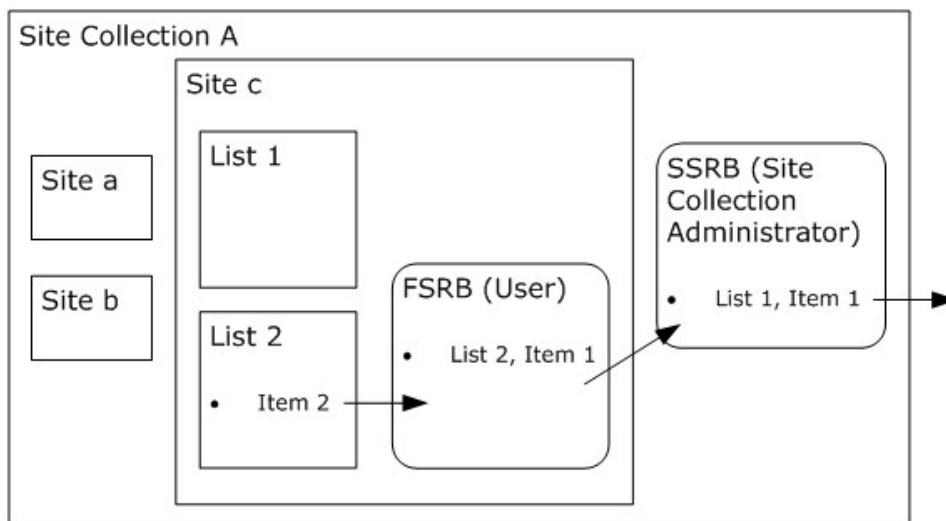 Site Collection A
Site c
Site a
Site b
List 1
List 2
• Item 2
FSRB (User)
• List 2, Item 1
SSRB (Site
Collection
Administrator)
• List 1, Item 1